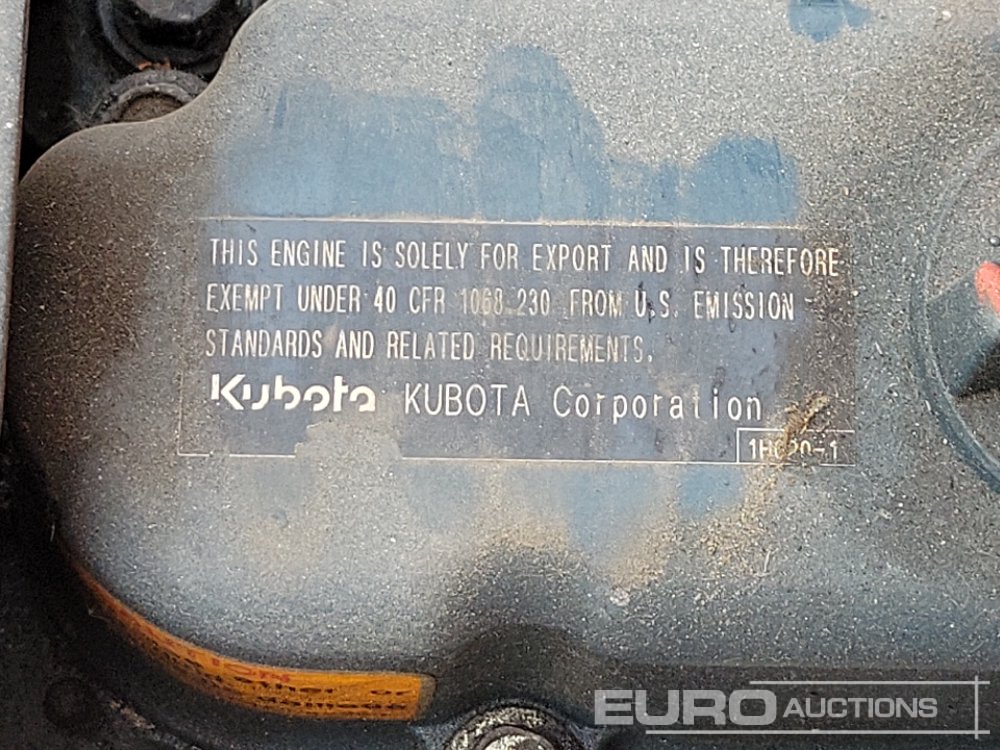 THIS ENGINE IS SOLELY FOR EXPORT AND IS THEREFORE
EXEMPT UNDER 40 CFR 1068.230 FROM U.S. EMISSION
STANDARDS AND RELATED REQUIREMENTS.
Kubota KUBOTA Corporation
EURO AUCTIONS